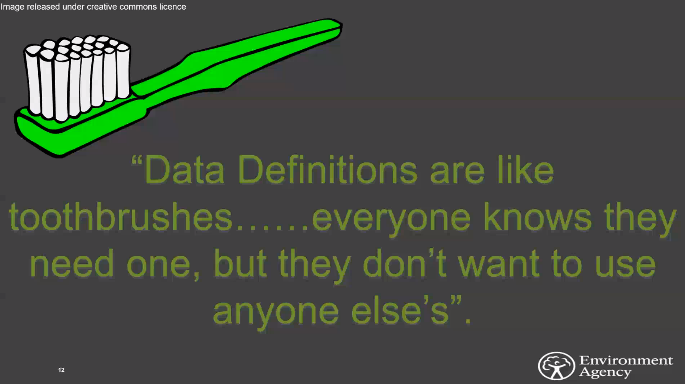 Image released under creative commons licence
“Data Definitions are like
toothbrushes……everyone knows they
need one, but they don’t want to use
anyone else’s”.
12
Environment
Agency